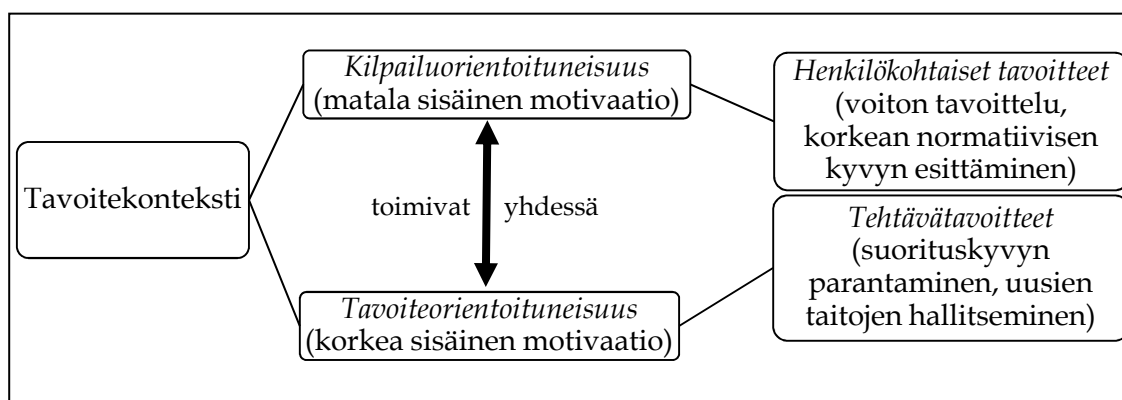 Tavoitekonteksti
Kilpailuorientoituneisuus
(matala sisäinen motivaatio)
toimivat yhdessä
Tavoiteorientoituneisuus
(korkea sisäinen motivaatio)
Henkilökohtaiset tavoitteet
(voiton tavoittelu,
korkean normatiivisen
kyvyn esittäminen)
Tehtävätavoitteet
(suorituskyvyn
parantaminen, uusien
taitojen hallitseminen)